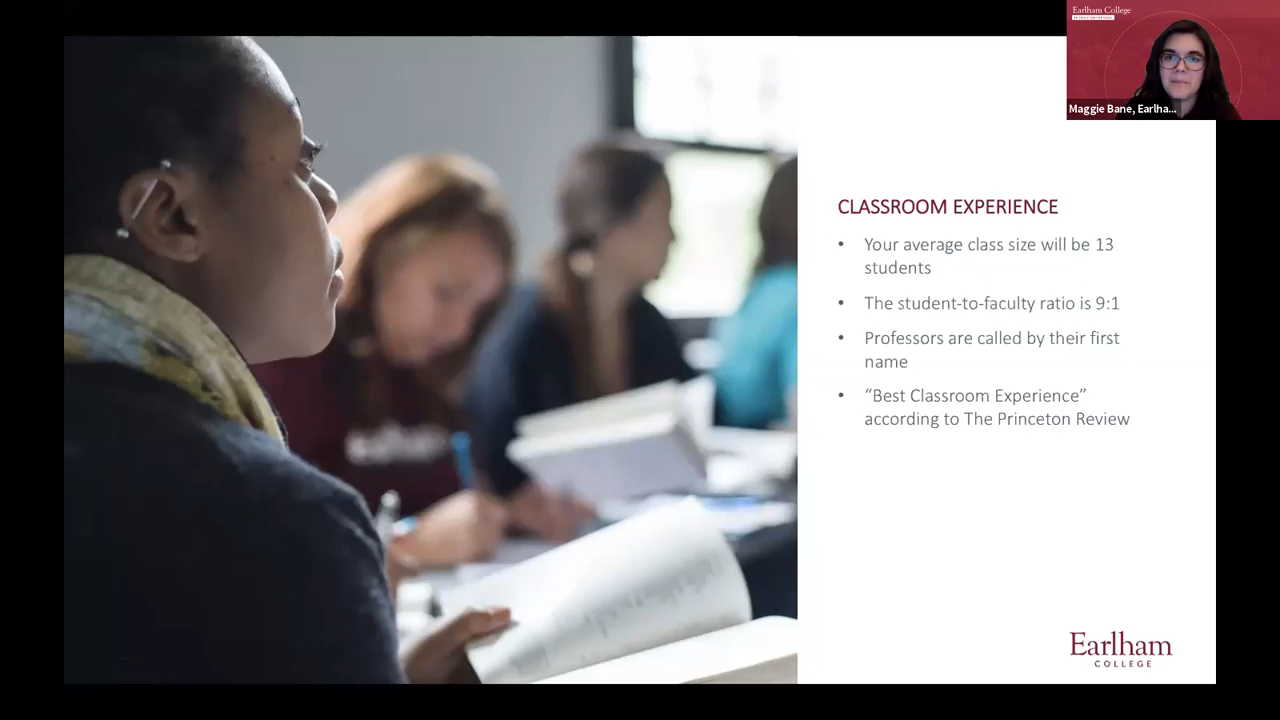 Earlham College
Maggie Bane, Earlha...
CLASSROOM EXPERIENCE
• Your average class size will be 13
students
• The student-to-faculty ratio is 9:1
• Professors are called by their first
name
• “Best Classroom Experience”
according to The Princeton Review
Earlham
COLLEGE